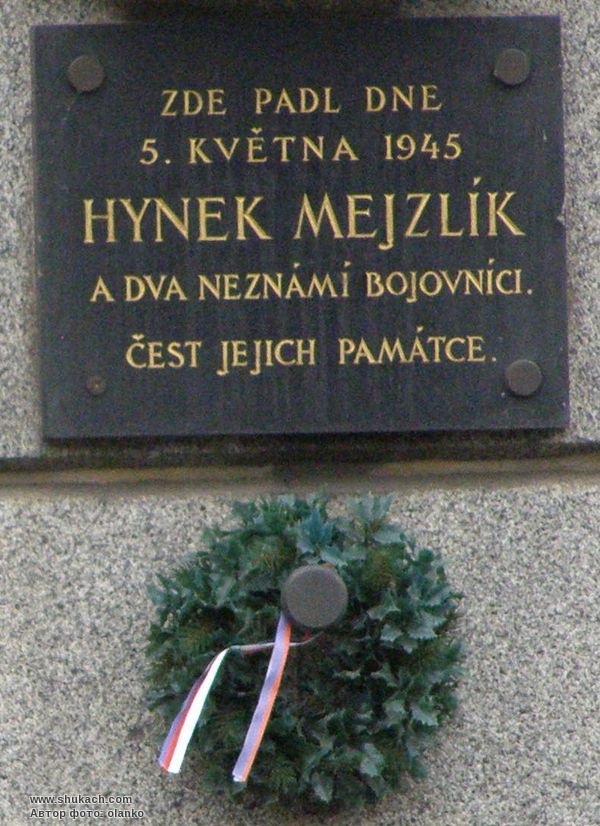 ZDE PADL DNE
5. KVĚTNA 1945
HYNEK MEJZLÍK
A DVA NEZNÁMÍ BOJOVNÍCI.
ČEST JEJICH PAMÁTCE.
www.shukach.com
Автор фото: olanko